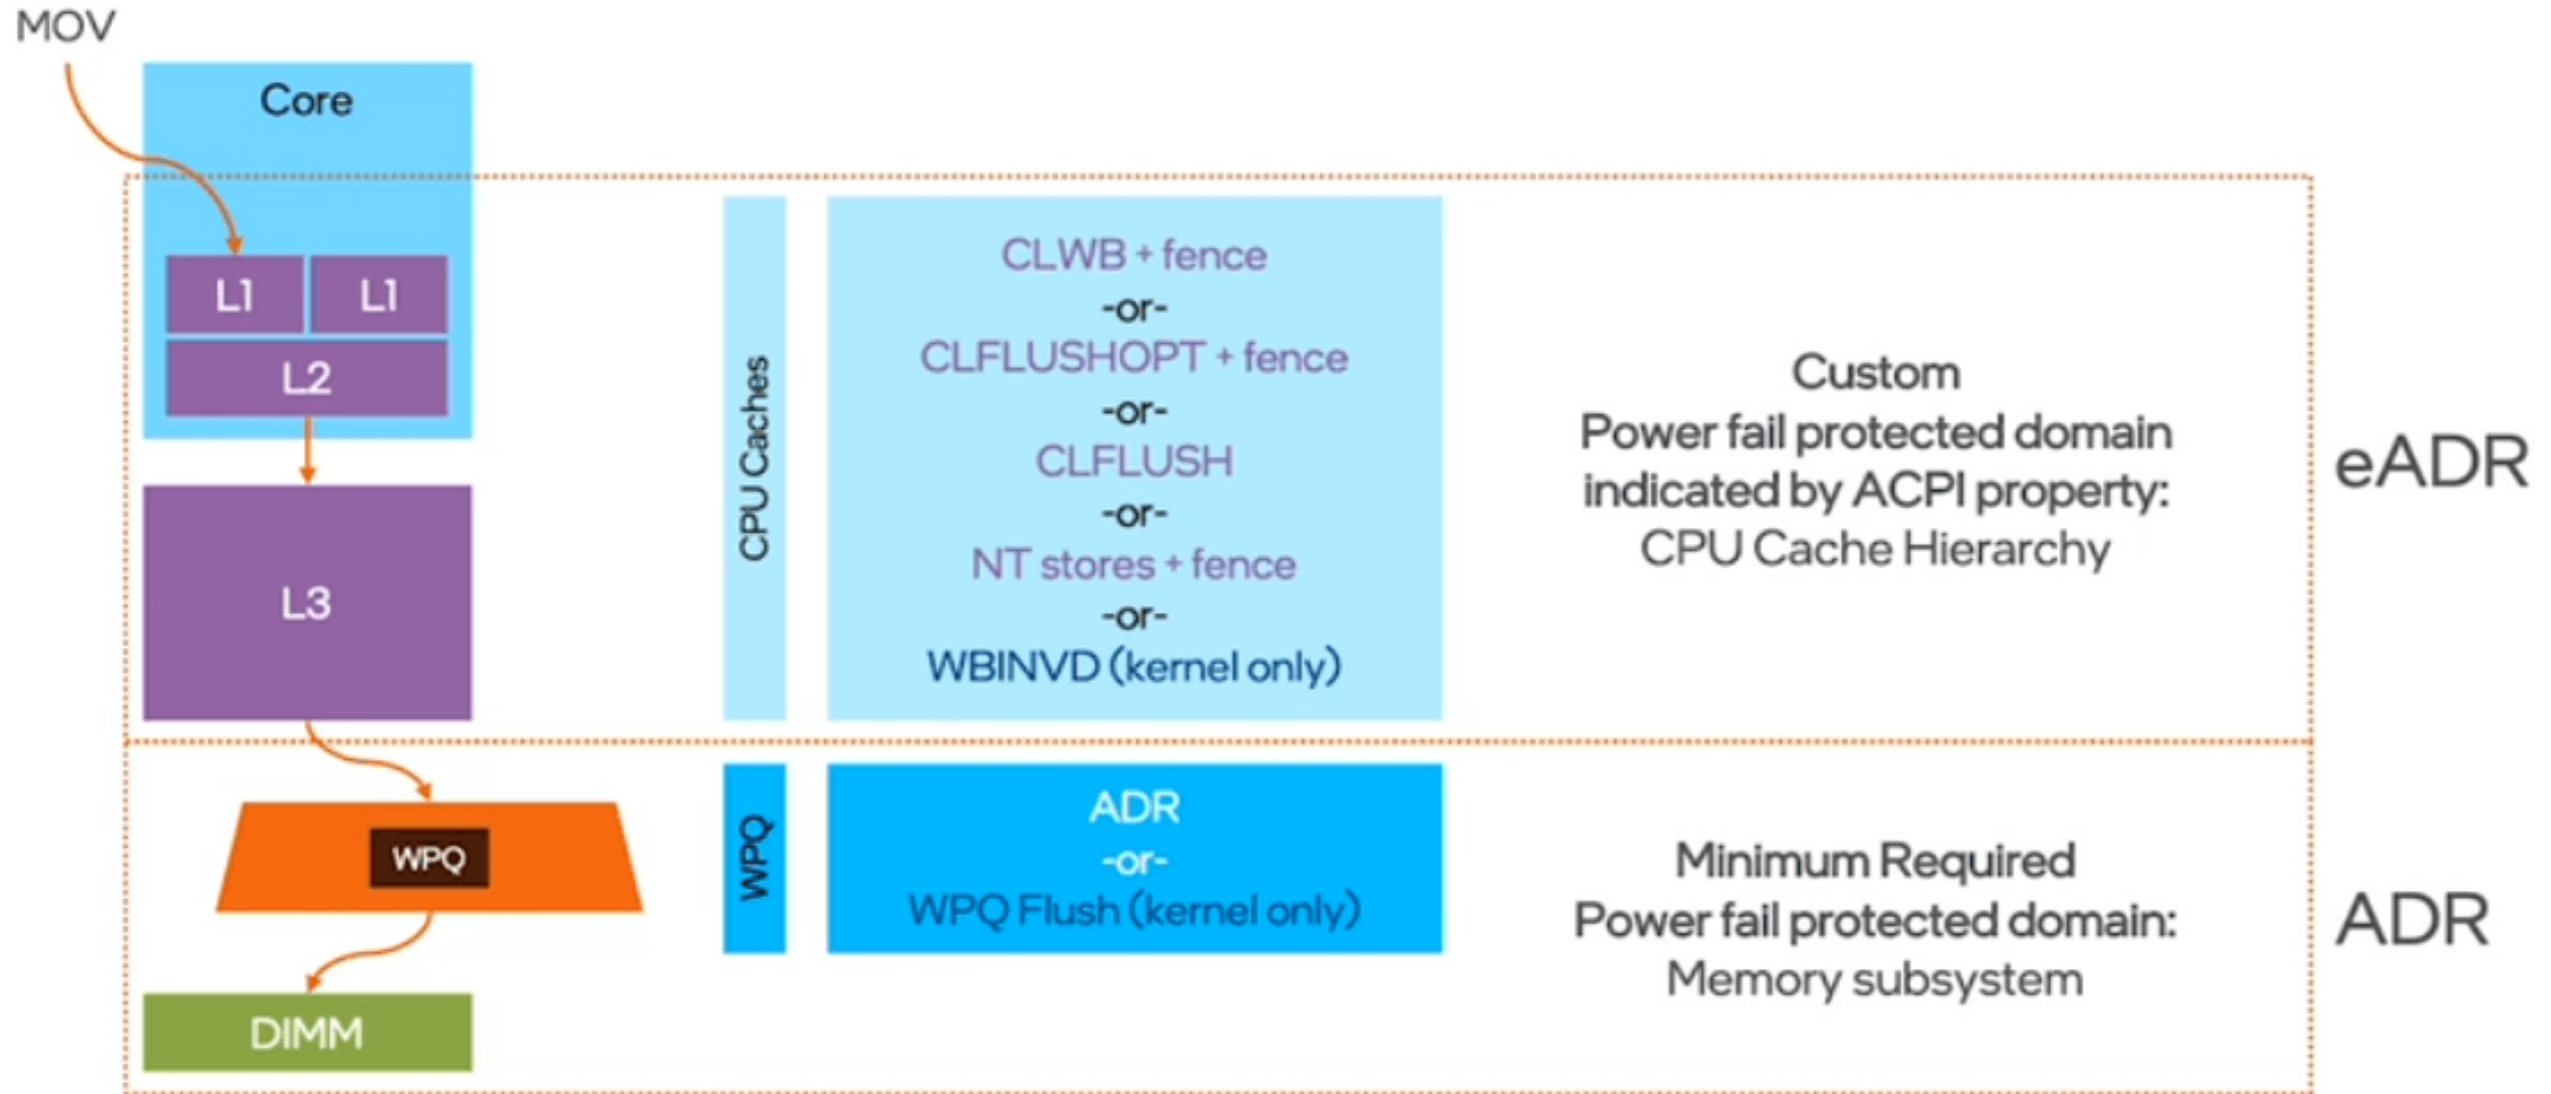 MOV
Core
L1
L1
L2
L3
CPU Caches
CLWB + fence
-or-
CLFLUSHOPT + fence
-or-
CLFLUSH
-or-
NT stores + fence
-or-
WBINVD (kernel only)
Custom
Power fail protected domain
indicated by ACPI property:
CPU Cache Hierarchy
eADR
WPQ
DIMM
WPQ
ADR
-or-
WPQ Flush (kernel only)
Minimum Required
Power fail protected domain:
Memory subsystem
ADR